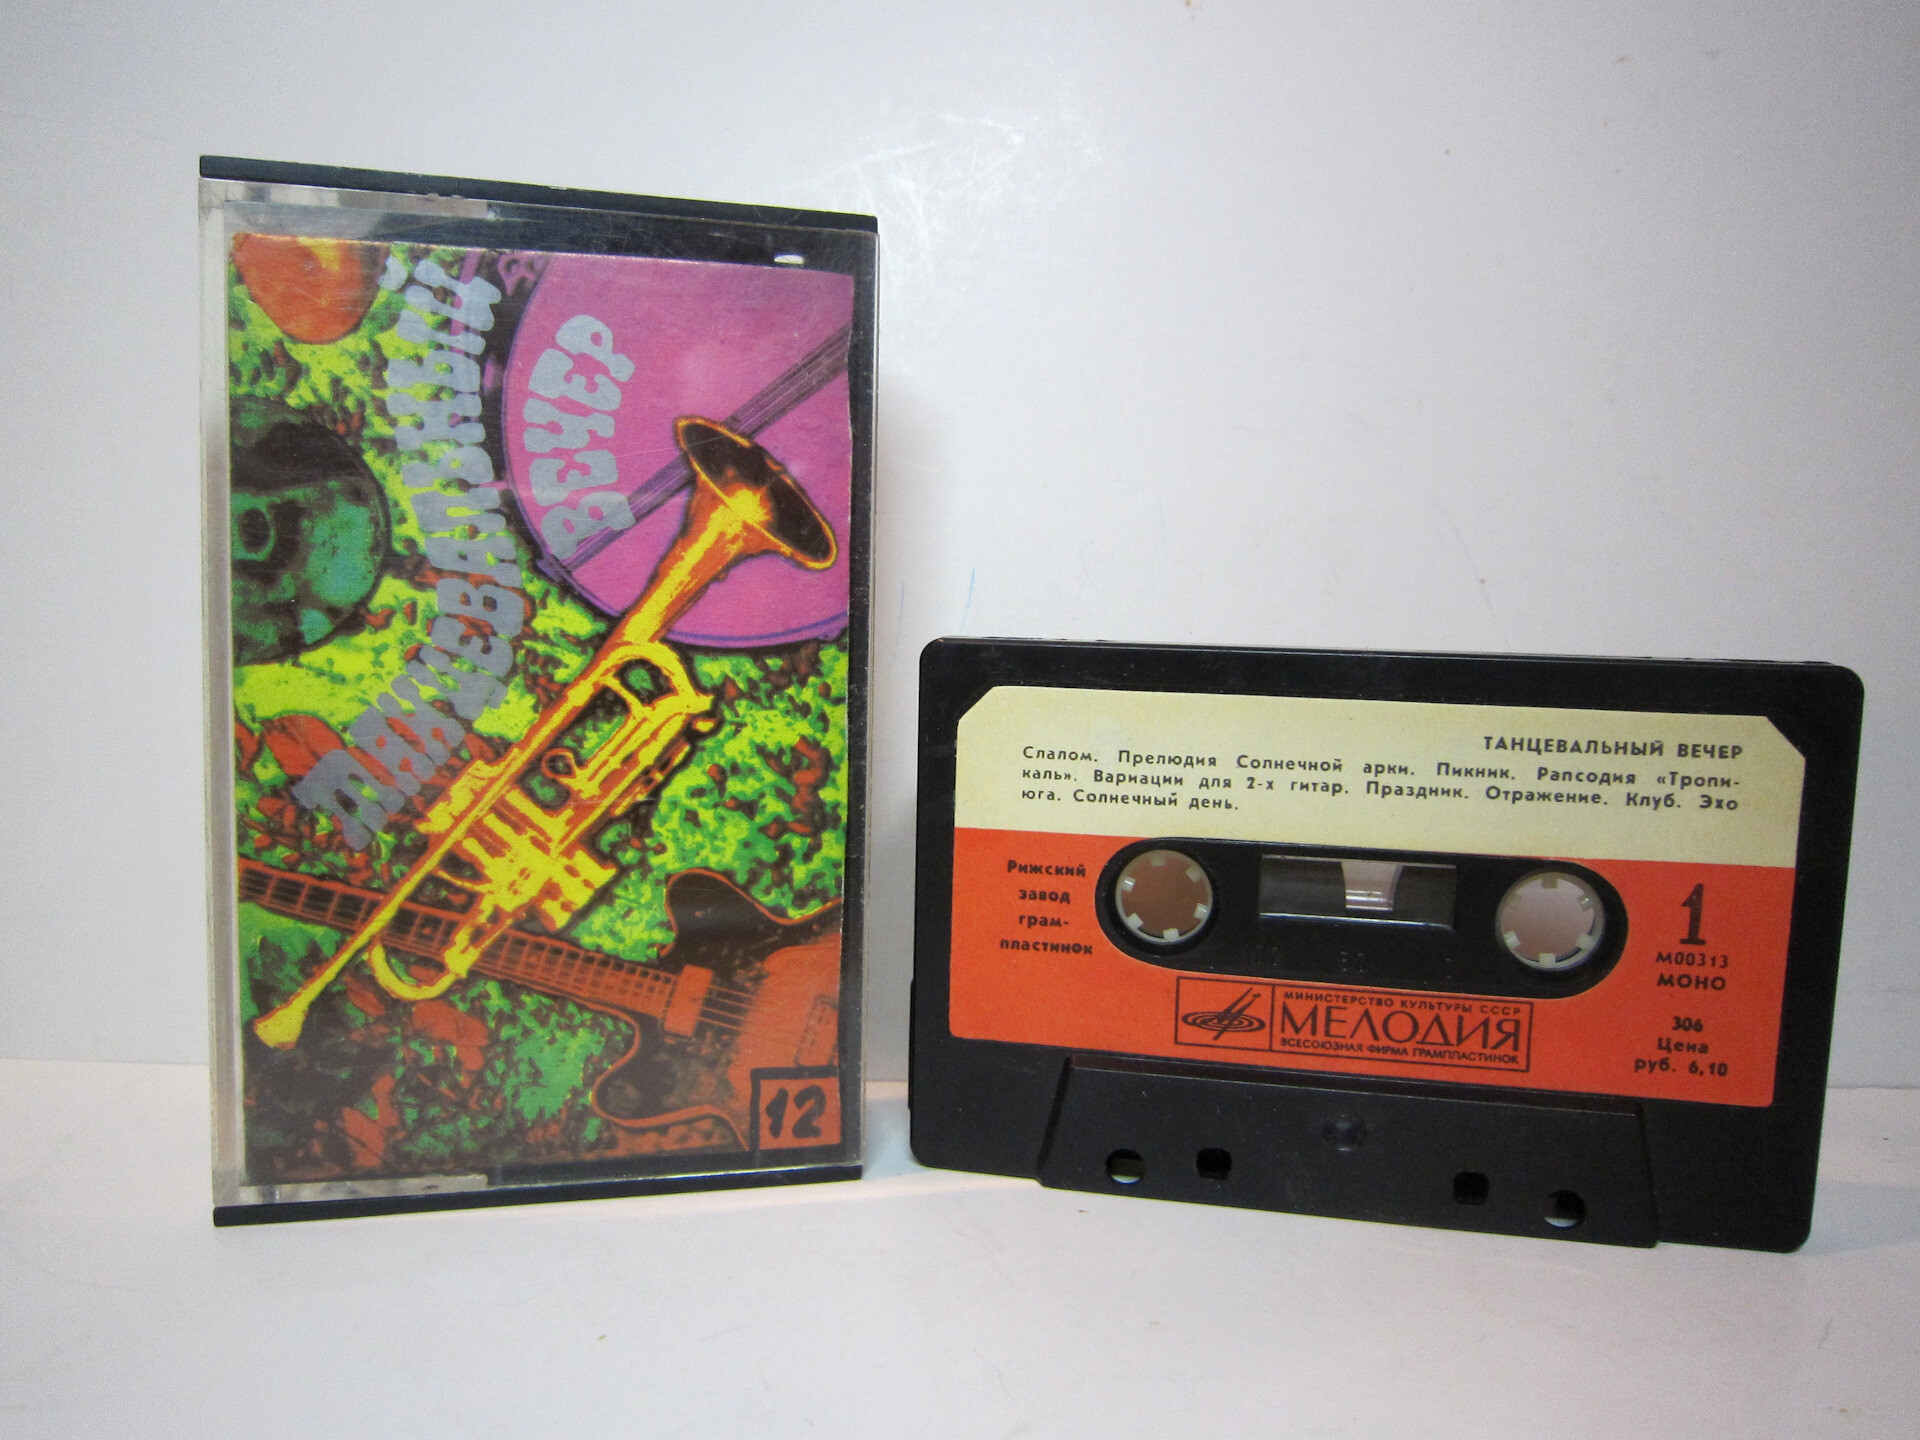 ТАНЦЕВАЛЬНЫЙ
ВЕЧЕР
12
ТАНЦЕВАЛЬНЫЙ ВЕЧЕР
Слалом. Прелюдия Солнечной арки. Пикник. Рапсодия «Тропи-
каль». Вариации для 2-х гитар. Праздник. Отражение. Клуб. Эхо
юга. Солнечный день.
Рижский
завод
грам-
пластинок
1
М00313
МОНО
306
Цена
руб. 6,10
МИНИСТЕРСТВО КУЛЬТУРЫ СССР
МЕЛОДИЯ
ВСЕСОЮЗНАЯ ФИРМА ГРАМПЛАСТИНОК